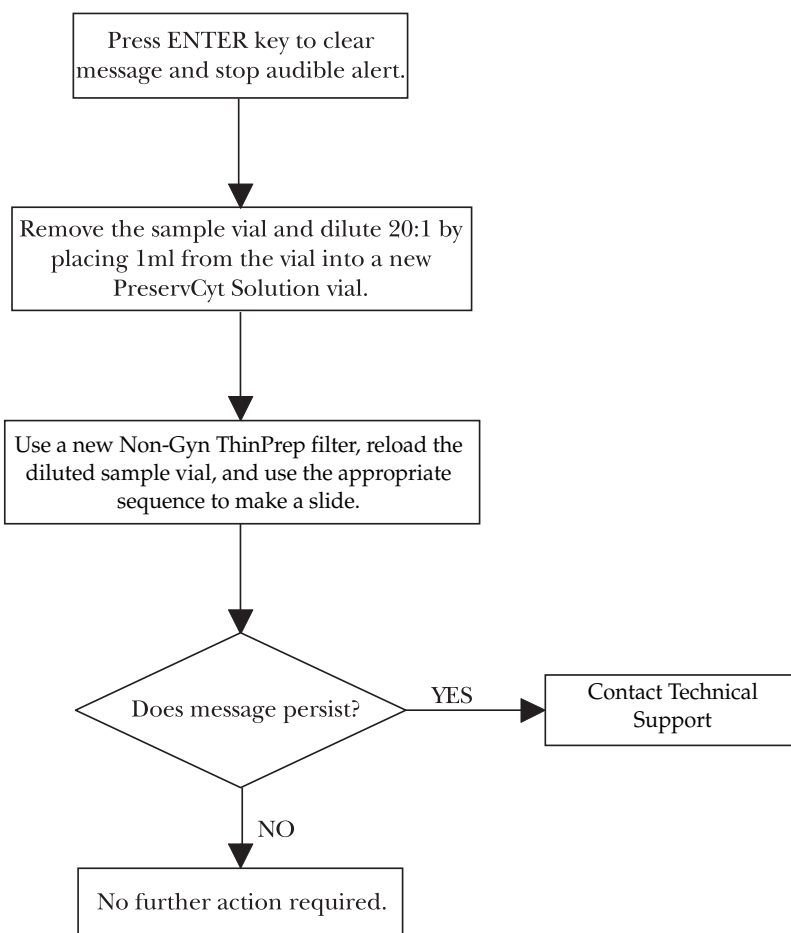 Press ENTER key to clear
message and stop audible alert.
Remove the sample vial and dilute 20:1 by
placing 1ml from the vial into a new
PreservCyt Solution vial.
Use a new Non-Gyn ThinPrep filter, reload the
diluted sample vial, and use the appropriate
sequence to make a slide.
Does message persist?
YES
Contact Technical
Support
NO
No further action required.